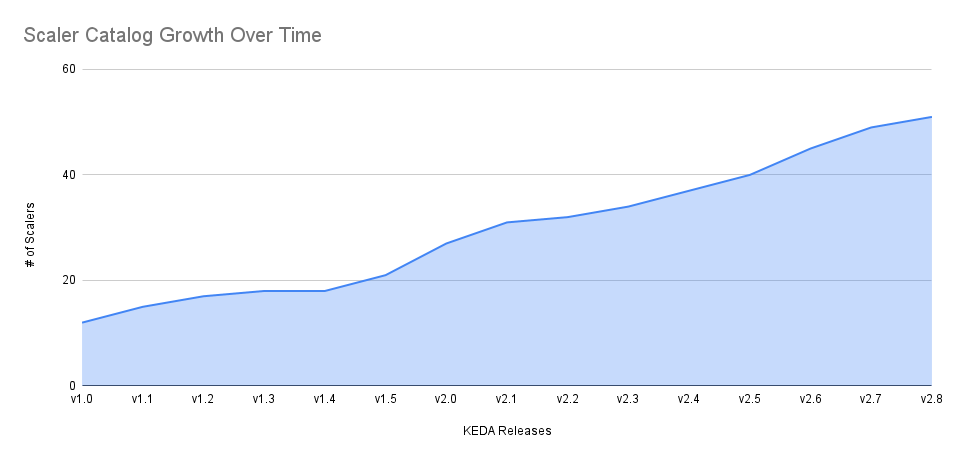 Scaler Catalog Growth Over Time
60
40
20
0
# of Scalers
v1.0 v1.1 v1.2 v1.3 v1.4 v1.5 v2.0 v2.1 v2.2 v2.3 v2.4 v2.5 v2.6 v2.7 v2.8
KEDA Releases